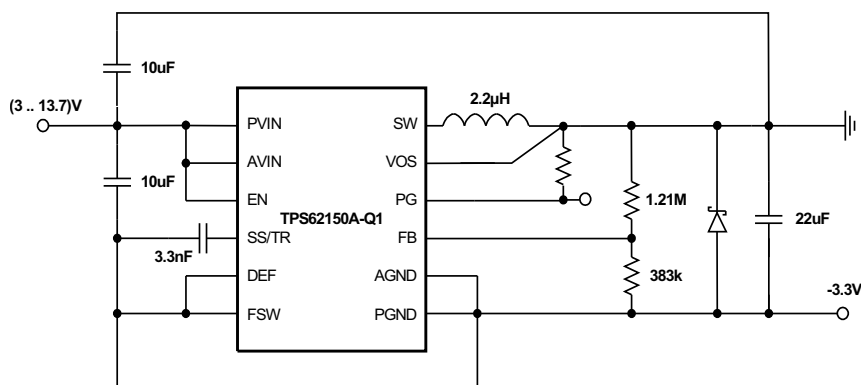 10uF
(3 .. 13.7)V
10uF
3.3nF
PVIN
AVIN
EN
SS/TR
DEF
FSW
TPS62150A-Q1
SW
VOS
PG
FB
AGND
PGND
2.2µH
1.21M
383k
22uF
-3.3V